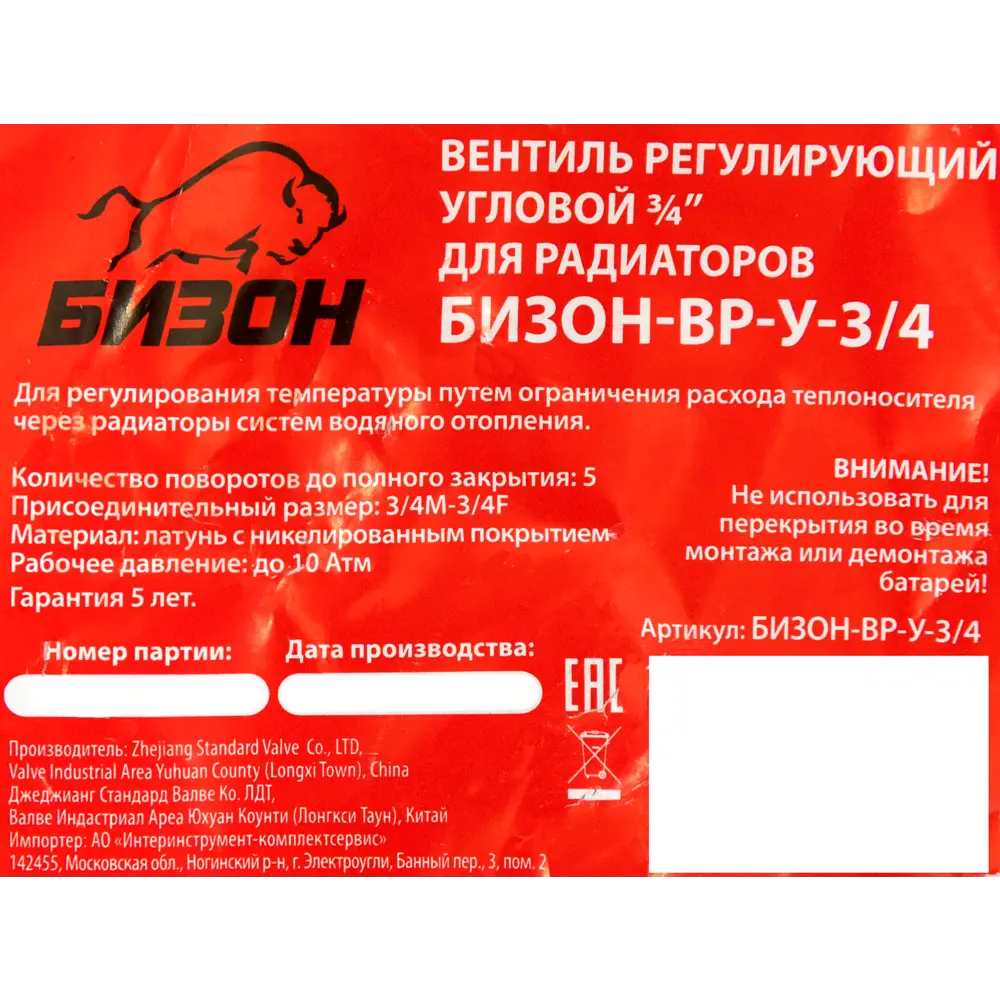 БИЗОН
ВЕНТИЛЬ РЕГУЛИРУЮЩИЙ
УГЛОВОЙ ¾”
ДЛЯ РАДИАТОРОВ
БИЗОН-ВР-У-3/4
Для регулирования температуры путем ограничения расхода теплоносителя
через радиаторы систем водяного отопления.
Количество поворотов до полного закрытия: 5
Присоединительный размер: 3/4M-3/4F
Материал: латунь с никелированным покрытием
Рабочее давление: до 10 Атм
Гарантия 5 лет.
ВНИМАНИЕ!
Не использовать для
перекрытия во время
монтажа или демонтажа
батарей!
Артикул: БИЗОН-ВР-У-3/4
Номер партии:
Дата производства:
EAC
Производитель: Zhejiang Standard Valve Co., LTD,
Valve Industrial Area Yuhuan County (Longxi Town), China
Джеджианг Стандард Валве Ко. ЛДТ,
Валве Индастриал Ареа Юхуан Коунти (Лонгкси Таун), Китай
Импортер: АО «Интеринструмент-комплектсервис»
142455, Московская обл., Ногинский р-н, г. Электроугли, Банный пер., 3, пом. 2